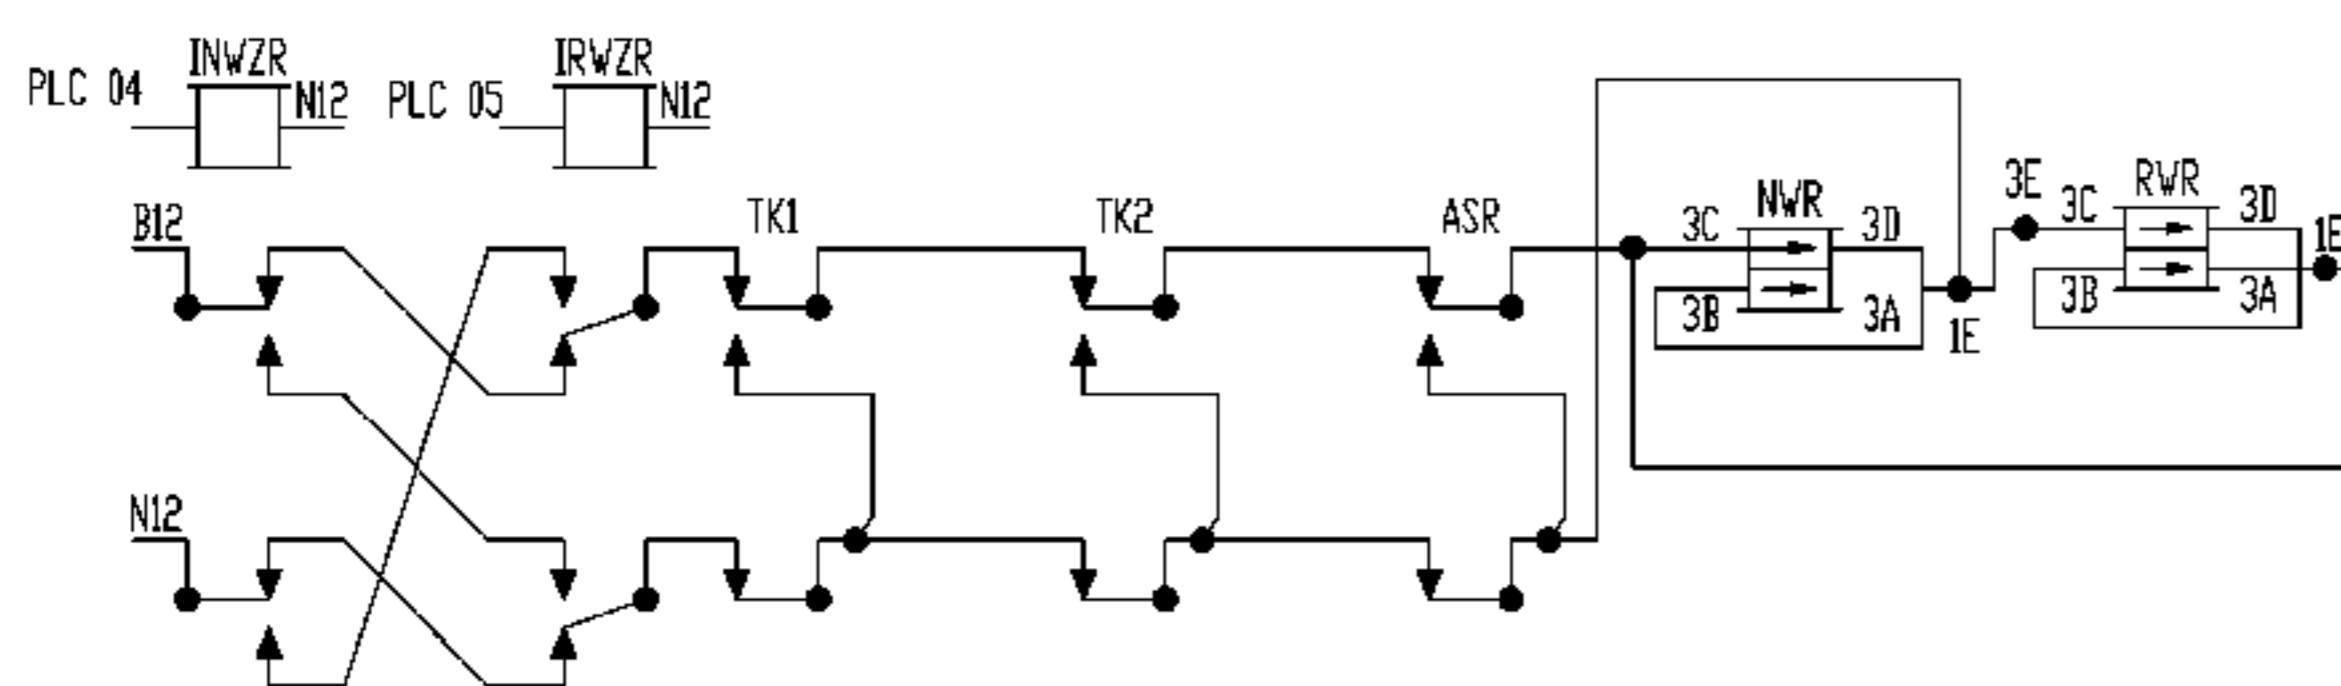 INWZR
IRWZR
PLC 04
N12
PLC 05
N12
B12
TK1
TK2
ASR
3C
NWR
3D
3E
3C
RWR
3D
1E
3B
3A
1E
3B
3A
N12